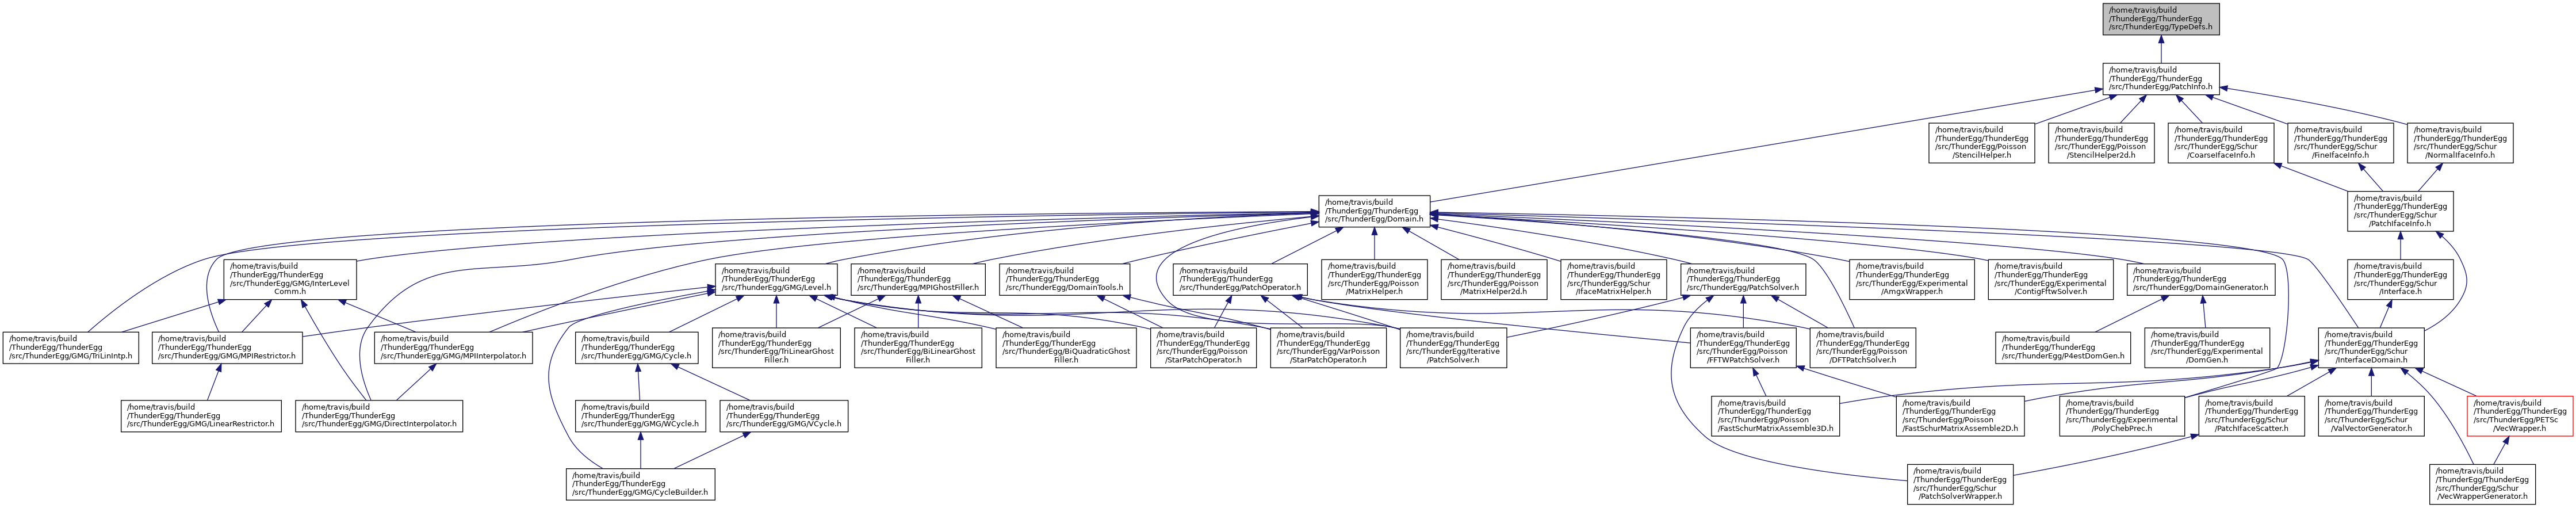 /home/travis/build
/ThunderEgg/ThunderEgg
/src/ThunderEgg/TypeDefs.h
/home/travis/build
/ThunderEgg/ThunderEgg
/src/ThunderEgg/PatchInfo.h
/home/travis/build
/ThunderEgg/ThunderEgg
/src/ThunderEgg/Poisson
/StencilHelper.h
/home/travis/build
/ThunderEgg/ThunderEgg
/src/ThunderEgg/Poisson
/StencilHelper2d.h
/home/travis/build
/ThunderEgg/ThunderEgg
/src/ThunderEgg/Schur
/CoarseIfaceInfo.h
/home/travis/build
/ThunderEgg/ThunderEgg
/src/ThunderEgg/Schur
/FineIfaceInfo.h
/home/travis/build
/ThunderEgg/ThunderEgg
/src/ThunderEgg/Schur
/NormalIfaceInfo.h
/home/travis/build
/ThunderEgg/ThunderEgg
/src/ThunderEgg/Domain.h
/home/travis/build
/ThunderEgg/ThunderEgg
/src/ThunderEgg/Schur
/PatchIfaceInfo.h
/home/travis/build
/ThunderEgg/ThunderEgg
/src/ThunderEgg/GMG/InterLevel
Comm.h
/home/travis/build
/ThunderEgg/ThunderEgg
/src/ThunderEgg/GMG/Level.h
/home/travis/build
/ThunderEgg/ThunderEgg
/src/ThunderEgg/MPIGhostFiller.h
/home/travis/build
/ThunderEgg/ThunderEgg
/src/ThunderEgg/DomainTools.h
/home/travis/build
/ThunderEgg/ThunderEgg
/src/ThunderEgg/PatchOperator.h
/home/travis/build
/ThunderEgg/ThunderEgg
/src/ThunderEgg/Poisson
/MatrixHelper.h
/home/travis/build
/ThunderEgg/ThunderEgg
/src/ThunderEgg/Poisson
/MatrixHelper2d.h
/home/travis/build
/ThunderEgg/ThunderEgg
/src/ThunderEgg/Schur
/IfaceMatrixHelper.h
/home/travis/build
/ThunderEgg/ThunderEgg
/src/ThunderEgg/PatchSolver.h
/home/travis/build
/ThunderEgg/ThunderEgg
/src/ThunderEgg/Experimental
/AmgxWrapper.h
/home/travis/build
/ThunderEgg/ThunderEgg
/src/ThunderEgg/Experimental
/ContigFftwSolver.h
/home/travis/build
/ThunderEgg/ThunderEgg
/src/ThunderEgg/DomainGenerator.h
/home/travis/build
/ThunderEgg/ThunderEgg
/src/ThunderEgg/Schur
/Interface.h
/home/travis/build
/ThunderEgg/ThunderEgg
/src/ThunderEgg/GMG/TriLinIntp.h
/home/travis/build
/ThunderEgg/ThunderEgg
/src/ThunderEgg/GMG/MPIRestrictor.h
/home/travis/build
/ThunderEgg/ThunderEgg
/src/ThunderEgg/GMG/MPIInterpolator.h
/home/travis/build
/ThunderEgg/ThunderEgg
/src/ThunderEgg/GMG/Cycle.h
/home/travis/build
/ThunderEgg/ThunderEgg
/src/ThunderEgg/TriLinearGhost
Filler.h
/home/travis/build
/ThunderEgg/ThunderEgg
/src/ThunderEgg/BiLinearGhost
Filler.h
/home/travis/build
/ThunderEgg/ThunderEgg
/src/ThunderEgg/BiQuadraticGhost
Filler.h
/home/travis/build
/ThunderEgg/ThunderEgg
/src/ThunderEgg/Poisson
/StarPatchOperator.h
/home/travis/build
/ThunderEgg/ThunderEgg
/src/ThunderEgg/VarPoisson
/StarPatchOperator.h
/home/travis/build
/ThunderEgg/ThunderEgg
/src/ThunderEgg/Iterative
/PatchSolver.h
/home/travis/build
/ThunderEgg/ThunderEgg
/src/ThunderEgg/Poisson
/FFTWPatchSolver.h
/home/travis/build
/ThunderEgg/ThunderEgg
/src/ThunderEgg/Poisson
/DFTPatchSolver.h
/home/travis/build
/ThunderEgg/ThunderEgg
/src/ThunderEgg/P4estDomGen.h
/home/travis/build
/ThunderEgg/ThunderEgg
/src/ThunderEgg/Experimental
/DomGen.h
/home/travis/build
/ThunderEgg/ThunderEgg
/src/ThunderEgg/Schur
/InterfaceDomain.h
/home/travis/build
/ThunderEgg/ThunderEgg
/src/ThunderEgg/GMG/LinearRestrictor.h
/home/travis/build
/ThunderEgg/ThunderEgg
/src/ThunderEgg/GMG/DirectInterpolator.h
/home/travis/build
/ThunderEgg/ThunderEgg
/src/ThunderEgg/GMG/WCycle.h
/home/travis/build
/ThunderEgg/ThunderEgg
/src/ThunderEgg/GMG/VCycle.h
/home/travis/build
/ThunderEgg/ThunderEgg
/src/ThunderEgg/Poisson
/FastSchurMatrixAssemble3D.h
/home/travis/build
/ThunderEgg/ThunderEgg
/src/ThunderEgg/Poisson
/FastSchurMatrixAssemble2D.h
/home/travis/build
/ThunderEgg/ThunderEgg
/src/ThunderEgg/Experimental
/PolyChebPrec.h
/home/travis/build
/ThunderEgg/ThunderEgg
/src/ThunderEgg/Schur
/PatchIfaceScatter.h
/home/travis/build
/ThunderEgg/ThunderEgg
/src/ThunderEgg/Schur
/ValVectorGenerator.h
/home/travis/build
/ThunderEgg/ThunderEgg
/src/ThunderEgg/PETSc
/VecWrapper.h
/home/travis/build
/ThunderEgg/ThunderEgg
/src/ThunderEgg/GMG/CycleBuilder.h
/home/travis/build
/ThunderEgg/ThunderEgg
/src/ThunderEgg/Schur
/PatchSolverWrapper.h
/home/travis/build
/ThunderEgg/ThunderEgg
/src/ThunderEgg/Schur
/VecWrapperGenerator.h